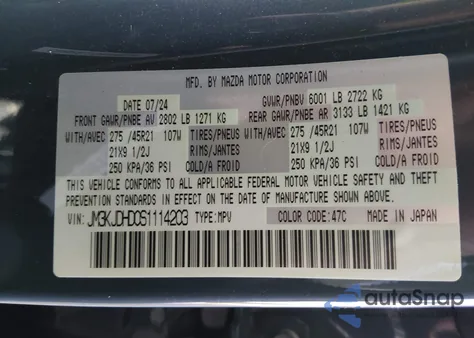 MFD. BY MAZDA MOTOR CORPORATION
DATE 07/24 GVWR/PNBV 6001 LB 2722 KG
FRONT GAWR/PNBE AV 2802 LB 1271 KG REAR GAWR/PNBE AR 3133 LB 1421 KG
WITH/AVEC 275 /45R21 107W TIRES/PNEUS WITH/AVEC 275 /45R21 107W TIRES/PNEUS
21X9 1/2J RIMS/JANTES 21X9 1/2J RIMS/JANTES
250 KPA/36 PSI COLD/A FROID 250 KPA/36 PSI COLD/A FROID
THIS VEHICLE CONFORMS TO ALL APPLICABLE FEDERAL MOTOR VEHICLE SAFETY AND THEFT
PREVENTION STANDARDS IN EFFECT ON THE DATE OF MANUFACTURE SHOWN ABOVE.
VIN: JM3KJDHD0S1114203 TYPE: MPV COLOR CODE: 47C MADE IN JAPAN
autoSnap